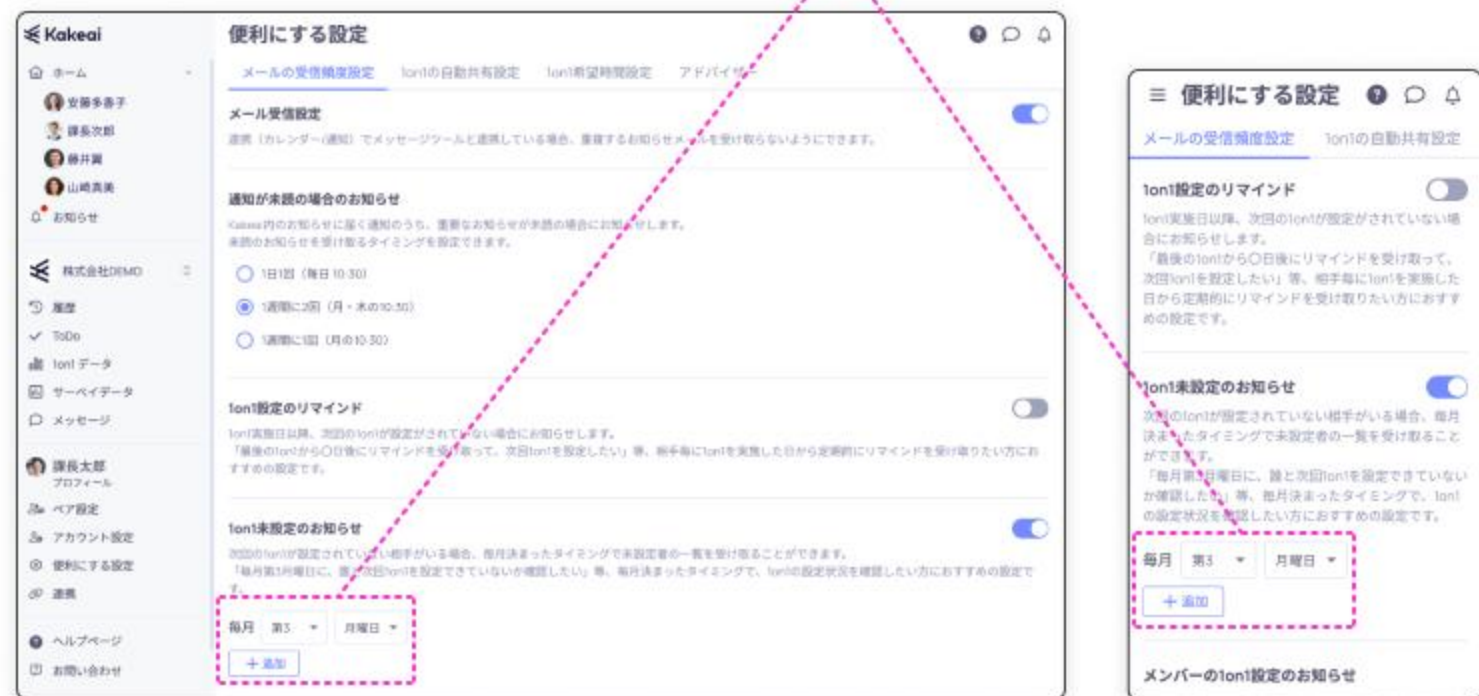 Kakeai
ホーム
安藤多香子
課長次郎
藤井翼
山崎真美
お知らせ
株式会社DEMO
履歴
ToDo
1on1 データ
サーベイデータ
メッセージ
課長太郎
プロフィール
ペア設定
アカウント設定
便利にする設定
連携
ヘルプページ
お問い合わせ
便利にする設定
メールの受信頻度設定 1on1の自動共有設定 1on1希望時間設定 アドバイザー
メール受信設定
連携（カレンダー/通知）でメッセージツールと連携している場合、重複するお知らせメールを受け取らないようにできます。
通知が未読の場合のお知らせ
Kakeai内のお知らせに届く通知のうち、重要なお知らせが未読の場合にお知らせします。
未読のお知らせを受け取るタイミングを設定できます。
1日1回（毎日 10:30）
1週間に2回（月・木の10:30）
1週間に1回（月の10:30）
1on1設定のリマインド
1on1実施日以降、次回の1on1が設定がされていない場合にお知らせします。
「最後の1on1から〇日後にリマインドを受け取って、次回1on1を設定したい」等、相手毎に1on1を実施した日から定期的にリマインドを受け取りたい方にお
すすめの設定です。
1on1未設定のお知らせ
次回の1on1が設定されていない相手がいる場合、毎月決まったタイミングで未設定者の一覧を受け取ることができます。
「毎月第3月曜日に、誰と次回1on1を設定できていないか確認したい」等、毎月決まったタイミングで、1on1の設定状況を確認したい方におすすめの設定で
す。
毎月 第3 月曜日
＋追加
便利にする設定
メールの受信頻度設定 1on1の自動共有設定
1on1設定のリマインド
1on1実施日以降、次回の1on1が設定がされていない場
合にお知らせします。
「最後の1on1から〇日後にリマインドを受け取って、
次回1on1を設定したい」等、相手毎に1on1を実施した
日から定期的にリマインドを受け取りたい方におすす
めの設定です。
1on1未設定のお知らせ
次回の1on1が設定されていない相手がいる場合、毎月
決まったタイミングで未設定者の一覧を受け取ること
ができます。
「毎月第3月曜日に、誰と次回1on1を設定できていない
か確認したい」等、毎月決まったタイミングで、1on1
の設定状況を確認したい方におすすめの設定です。
毎月 第3 月曜日
＋追加
メンバーの1on1設定のお知らせ